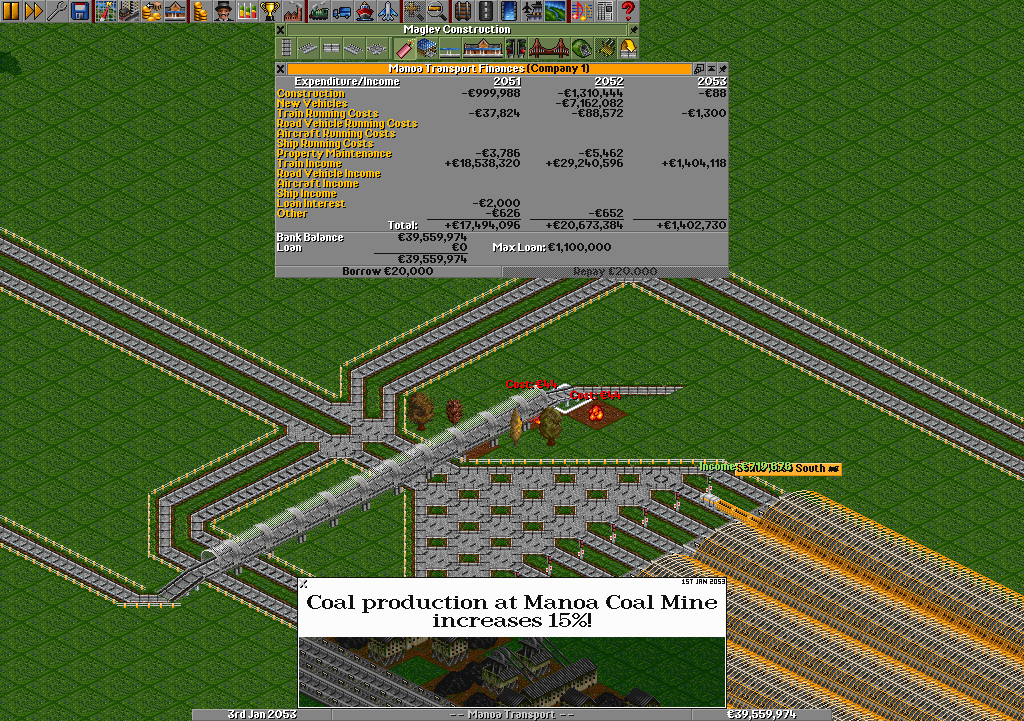 Maglev Construction
Manoa Transport Finances (Company 1)
Expenditure/Income 2051 2052 2053
Construction -€999,988 -€1,310,444 -€88
New Vehicles -€7,162,082
Train Running Costs -€37,824 -€88,572 -€1,300
Road Vehicle Running Costs
Aircraft Running Costs
Ship Running Costs
Property Maintenance -€3,786 -€5,462
Train Income +€18,538,320 +€29,240,596 +€1,404,118
Road Vehicle Income
Aircraft Income
Ship Income
Loan Interest -€2,000
Other -€626 -€652
Total: +€17,494,096 +€20,673,384 +€1,402,730
Bank Balance €39,559,974
Loan €0 Max Loan: €1,100,000
€39,559,974
Borrow €20,000 Repay €20,000
Cost: €44
Cost: €44
Income: South
1ST JAN 2053
Coal production at Manoa Coal Mine
increases 15%!
3rd Jan 2053 -- Manoa Transport -- €39,559,974